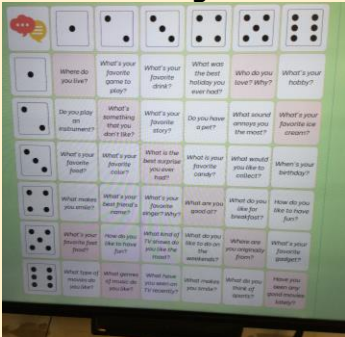 Where do
you live?
What's your
favorite
game to
play?
What's your
favorite
drink?
What was
the best
holiday you
ever had?
Who do you
love? Why?
What's your
hobby?
Do you play
an
instrument?
What's
something
that you
don't like?
What's your
favorite
story?
Do you have
a pet?
What sound
annoys you
the most?
What's your
favorite ice
cream?
What's your
favorite
food?
What's your
favorite
color?
What is the
best surprise
you ever
had?
What is your
favorite
candy?
What would
you like to
collect?
When's your
birthday?
What makes
you smile?
What's your
best friend's
name?
What's your
favorite
singer? Why?
What are you
good at?
What do you
like for
breakfast?
How do you
like to have
fun?
What's your
favorite fast
food?
How do you
like to have
fun?
What kind of
TV shows do
you like the
most?
What do you
like to do on
the
weekends?
Where are
you originally
from?
What's your
favorite
gadget?
What type of
movies do
you like?
What genres
of music do
you like?
What have
you seen on
TV recently?
What makes
you smile?
What do you
think of
sports?
Have you
seen any
good movies
lately?